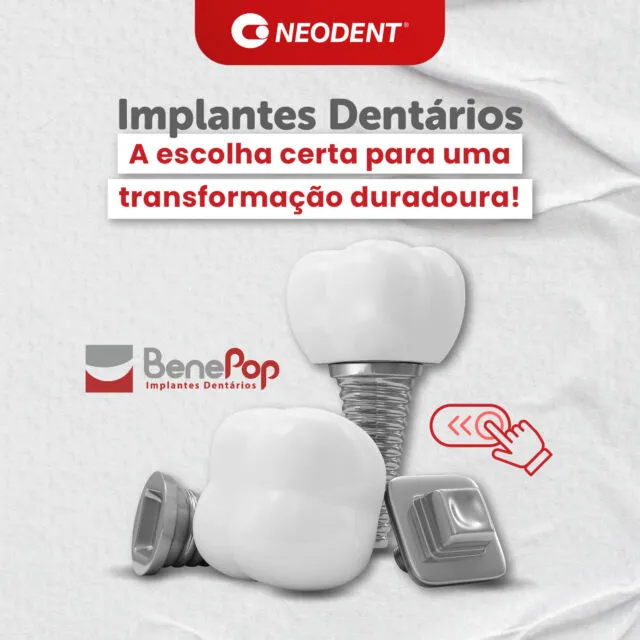 NEODENT®
Implantes Dentários
A escolha certa para uma
transformação duradoura!
BenePop
Implantes Dentários